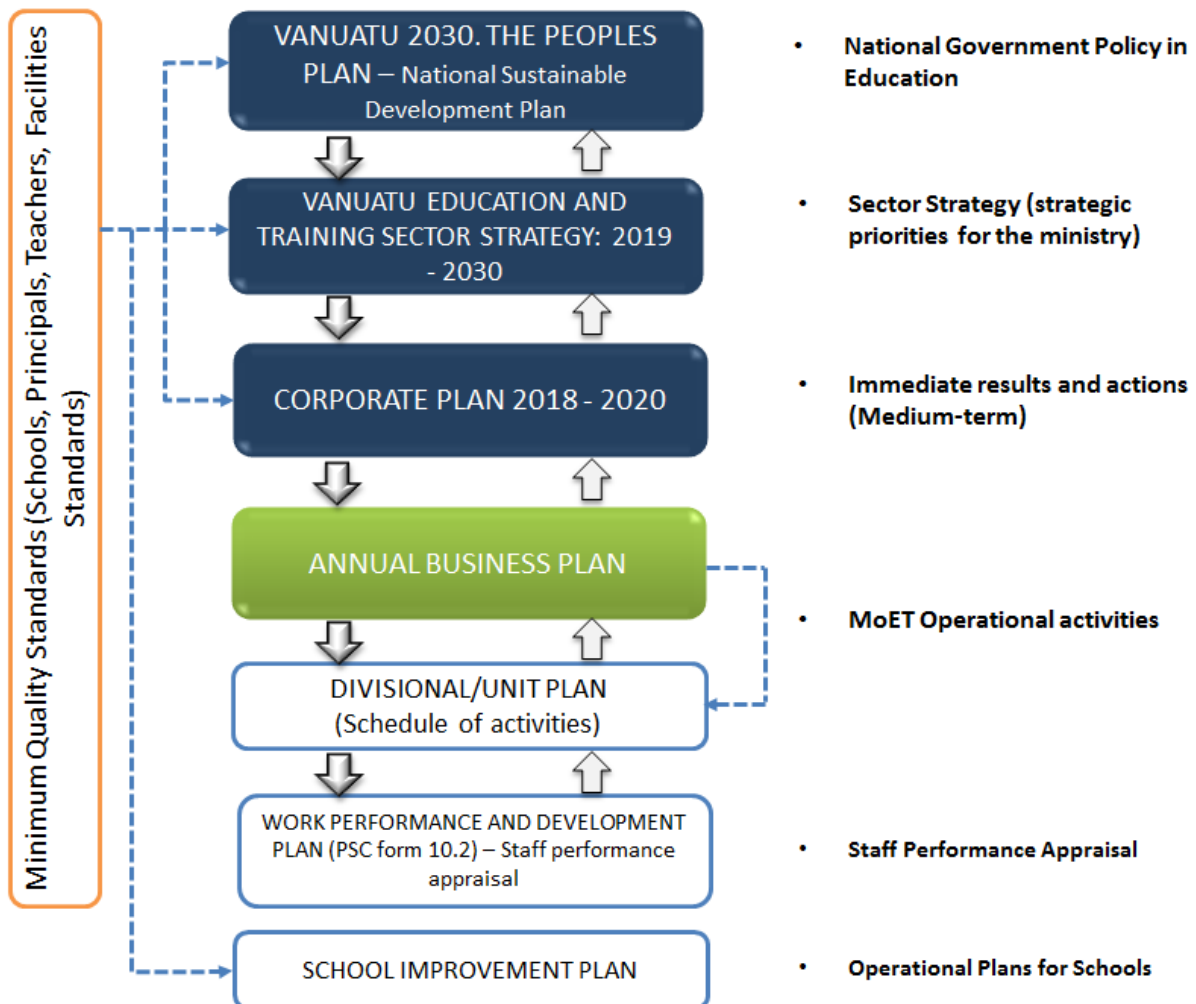 Minimum Quality Standards (Schools, Principals, Teachers, Facilities
Standards)
VANUATU 2030. THE PEOPLES
PLAN – National Sustainable
Development Plan
• National Government Policy in
Education
VANUATU EDUCATION AND
TRAINING SECTOR STRATEGY: 2019
- 2030
• Sector Strategy (strategic
priorities for the ministry)
CORPORATE PLAN 2018 - 2020
• Immediate results and actions
(Medium-term)
ANNUAL BUSINESS PLAN
• MoET Operational activities
DIVISIONAL/UNIT PLAN
(Schedule of activities)
WORK PERFORMANCE AND DEVELOPMENT
PLAN (PSC form 10.2) – Staff performance
appraisal
• Staff Performance Appraisal
SCHOOL IMPROVEMENT PLAN
• Operational Plans for Schools